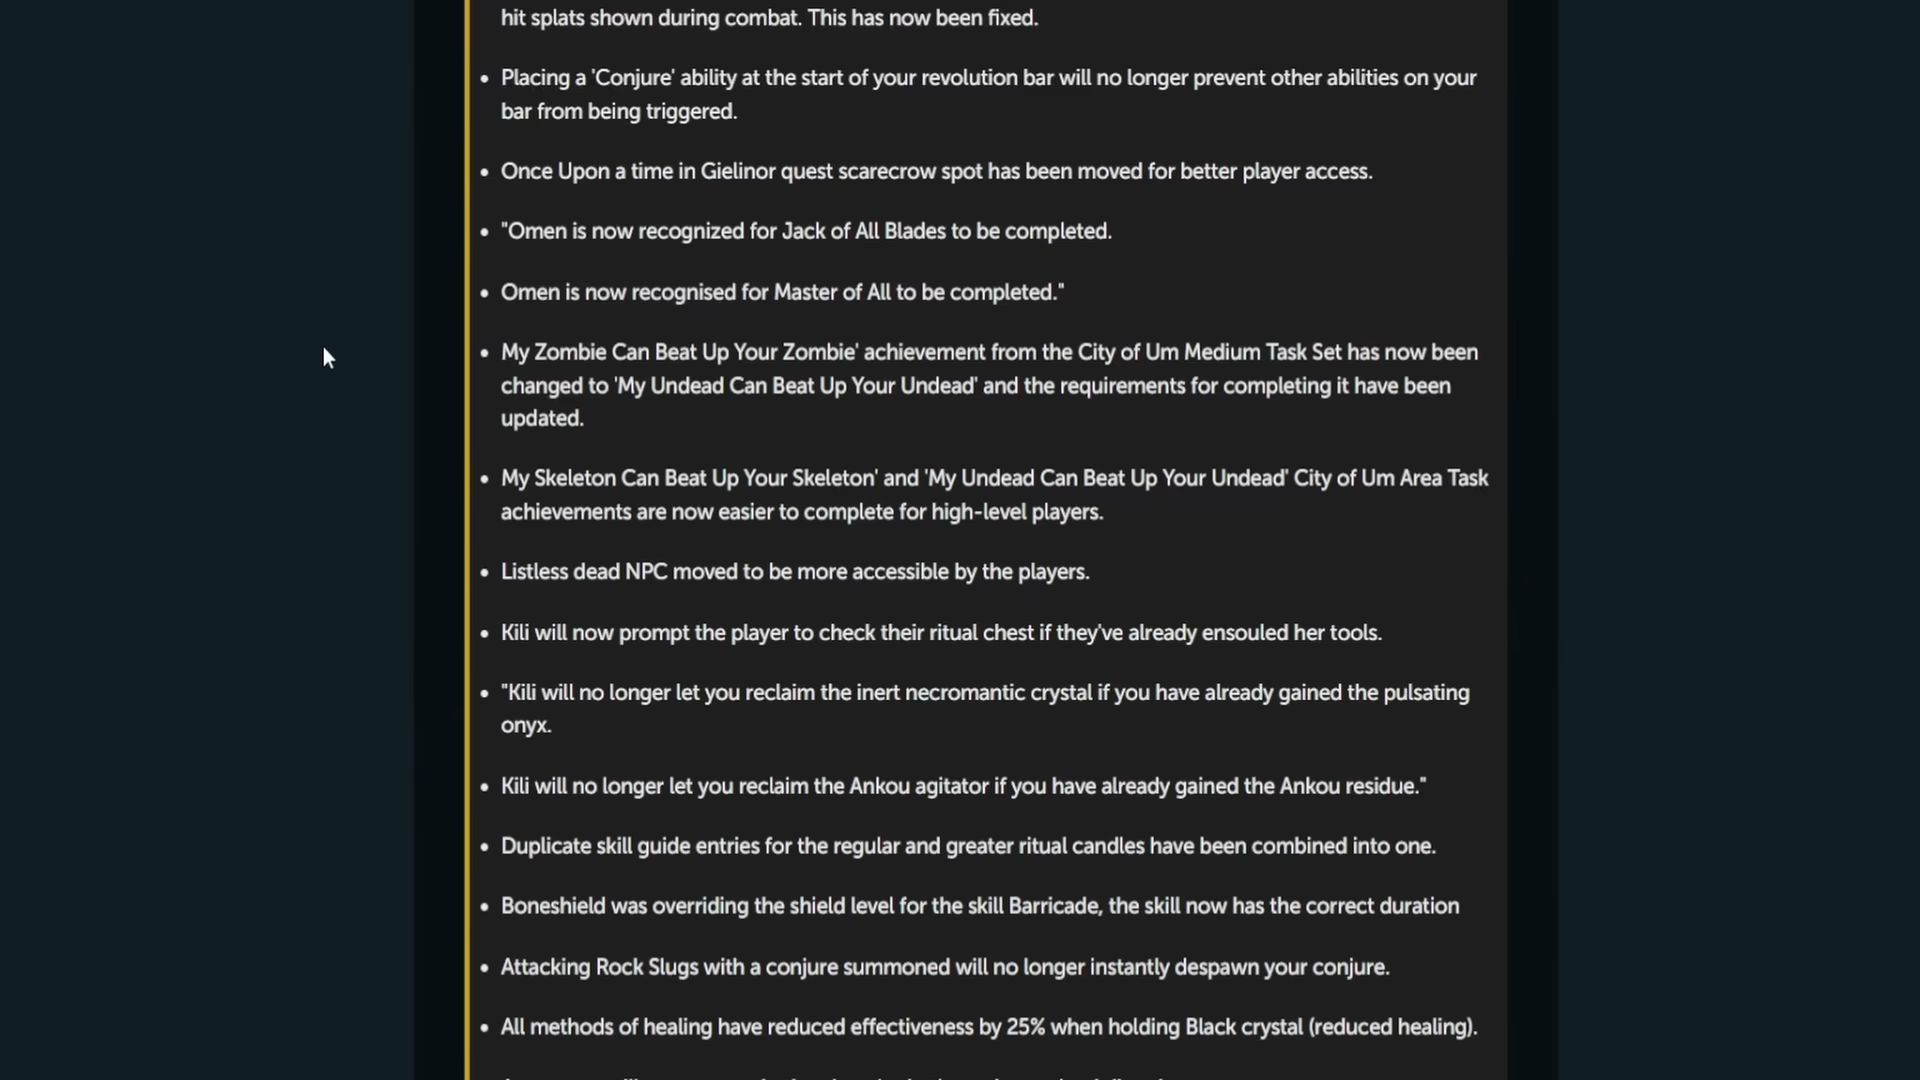 hit splats shown during combat. This has now been fixed.
• Placing a 'Conjure' ability at the start of your revolution bar will no longer prevent other abilities on your
bar from being triggered.
• Once Upon a time in Gielinor quest scarecrow spot has been moved for better player access.
• "Omen is now recognized for Jack of All Blades to be completed.
• Omen is now recognised for Master of All to be completed."
• My Zombie Can Beat Up Your Zombie' achievement from the City of Um Medium Task Set has now been
changed to 'My Undead Can Beat Up Your Undead' and the requirements for completing it have been
updated.
• My Skeleton Can Beat Up Your Skeleton' and 'My Undead Can Beat Up Your Undead' City of Um Area Task
achievements are now easier to complete for high-level players.
• Listless dead NPC moved to be more accessible by the players.
• Kili will now prompt the player to check their ritual chest if they've already ensouled her tools.
• "Kili will no longer let you reclaim the inert necromantic crystal if you have already gained the pulsating
onyx.
• Kili will no longer let you reclaim the Ankou agitator if you have already gained the Ankou residue."
• Duplicate skill guide entries for the regular and greater ritual candles have been combined into one.
• Boneshield was overriding the shield level for the skill Barricade, the skill now has the correct duration
• Attacking Rock Slugs with a conjure summoned will no longer instantly despawn your conjure.
• All methods of healing have reduced effectiveness by 25% when holding Black crystal (reduced healing).